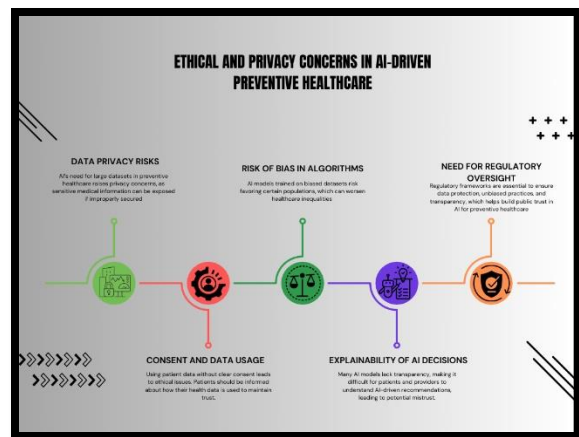 ETHICAL AND PRIVACY CONCERNS IN AI-DRIVEN
PREVENTIVE HEALTHCARE
DATA PRIVACY RISKS
AI's need for large datasets in preventive
healthcare raises privacy concerns, as
sensitive medical information can be exposed
if improperly secured
RISK OF BIAS IN ALGORITHMS
AI models trained on biased datasets risk
favoring certain populations, which can worsen
healthcare inequalities
NEED FOR REGULATORY
OVERSIGHT
Regulatory frameworks are essential to ensure
data protection, unbiased practices, and
transparency, which helps build public trust in
AI for preventive healthcare
CONSENT AND DATA USAGE
Using patient data without clear consent leads
to ethical issues. Patients should be informed
about how their health data is used to maintain
trust.
EXPLAINABILITY OF AI DECISIONS
Many AI models lack transparency, making it
difficult for patients and providers to
understand AI-driven recommendations,
leading to potential mistrust.